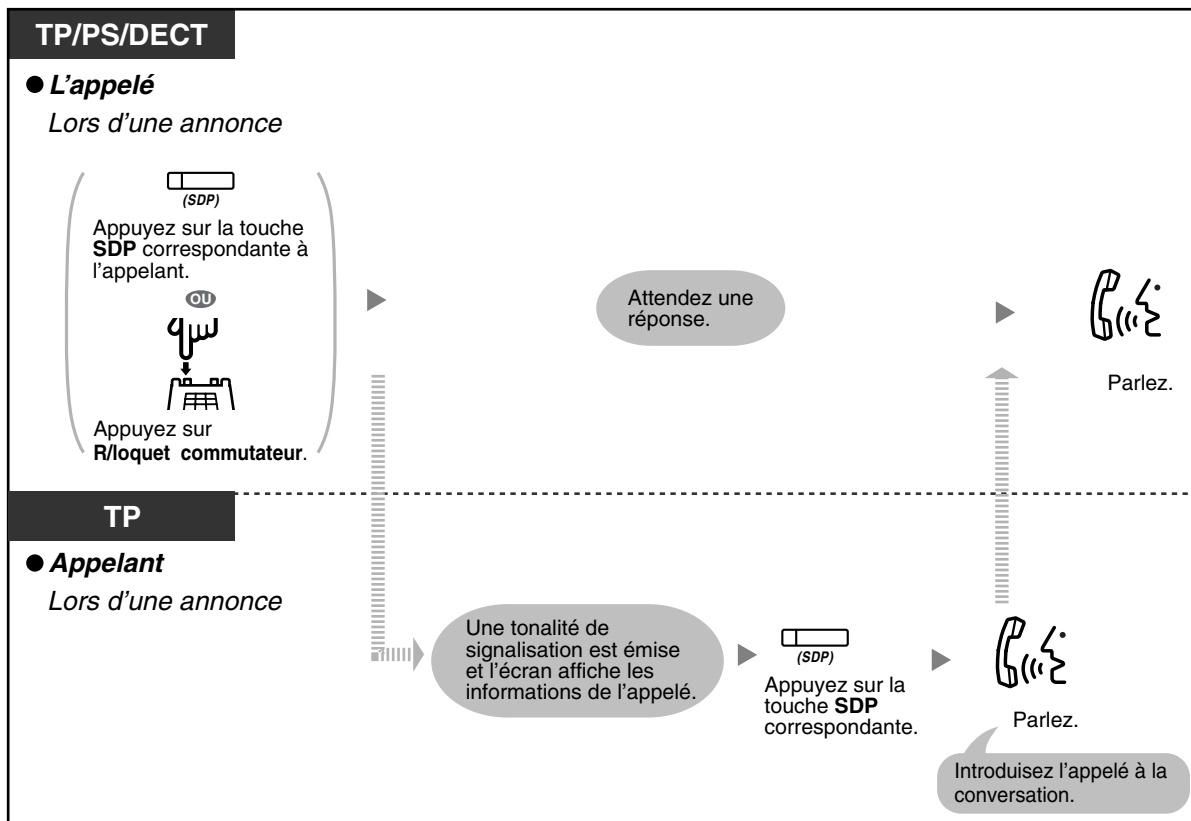 TP/PS/DECT
● L'appelé
Lors d'une annonce
(SDP)
Appuyez sur la touche
SDP correspondante à
l'appelant.
OU
Appuyez sur
R/loquet commutateur.
Attendez une
réponse.
Parlez.
TP
● Appelant
Lors d'une annonce
Une tonalité de
signalisation est émise
et l'écran affiche les
informations de l'appelé.
(SDP)
Appuyez sur la
touche SDP
correspondante.
Parlez.
Introduisez l'appelé à la
conversation.